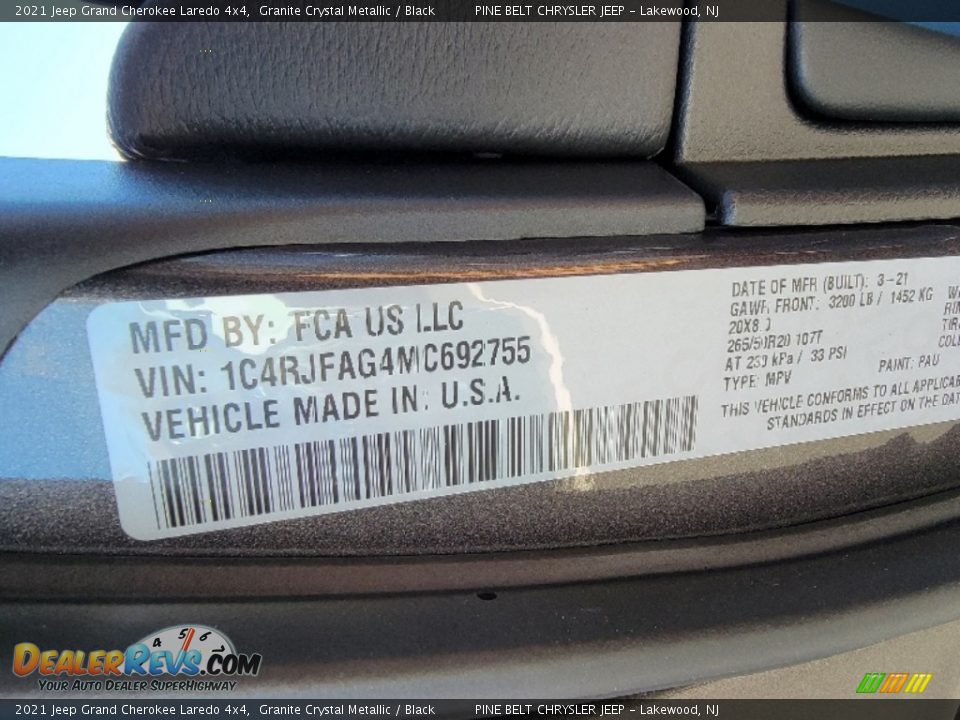 2021 Jeep Grand Cherokee Laredo 4x4, Granite Crystal Metallic / Black PINE BELT CHRYSLER JEEP - Lakewood, NJ
MFD BY: FCA US LLC
VIN: 1C4RJFAG4MC692755
VEHICLE MADE IN: U.S.A.
DATE OF MFR (BUILT): 3-21
GAWR FRONT: 3200 LB / 1452 KG
20X8.0
265/50R20 107T
AT 230 kPa / 33 PSI
TYPE: MPV
PAINT: PAU
THIS VEHICLE CONFORMS TO ALL
STANDARDS IN EFFECT ON THE
4 5 6
DEALERREVS.COM
YOUR AUTO DEALER SUPERHIGHWAY
2021 Jeep Grand Cherokee Laredo 4x4, Granite Crystal Metallic / Black PINE BELT CHRYSLER JEEP - Lakewood, NJ